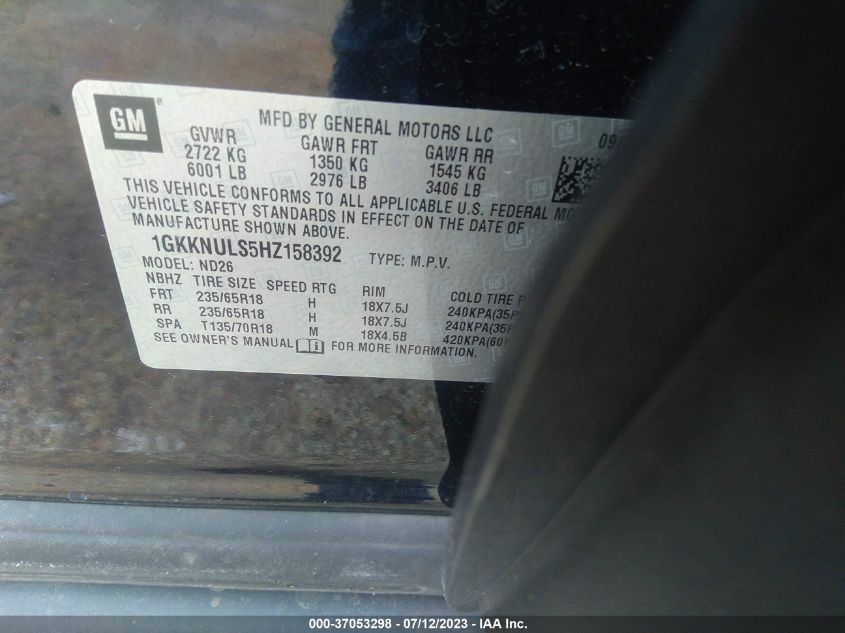 GM
MFD BY GENERAL MOTORS LLC
GVWR GAWR FRT GAWR RR
2722 KG 1350 KG 1545 KG
6001 LB 2976 LB 3406 LB
THIS VEHICLE CONFORMS TO ALL APPLICABLE U.S. FEDERAL
VEHICLE SAFETY STANDARDS IN EFFECT ON THE DATE OF
MANUFACTURE SHOWN ABOVE.
1GKKNULS5HZ158392 TYPE: M.P.V.
MODEL: ND26
NBHZ TIRE SIZE SPEED RTG RIM COLD TIRE
FRT 235/65R18 H 18X7.5J 240KPA(35
RR 235/65R18 H 18X7.5J 240KPA(35
SPA T135/70R18 M 18X4.5B 420KPA(60
SEE OWNER'S MANUAL FOR MORE INFORMATION.
000-37053298 - 07/12/2023 - © IAA Inc.